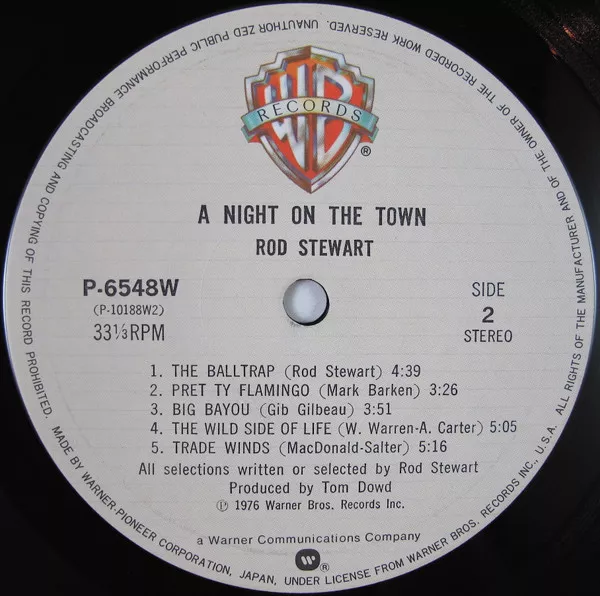 UNAUTHORIZED PUBLIC PERFORMANCE BROADCASTING AND COPYING OF THIS RECORD PROHIBITED. MADE BY WARNER-PIONEER CORPORATION, JAPAN, UNDER LICENSE FROM WARNER BROS. RECORDS INC., U.S.A. ALL RIGHTS OF THE MANUFACTURER AND OF THE OWNER OF THE RECORDED WORK RESERVED.
WB
RECORDS
®
A NIGHT ON THE TOWN
ROD STEWART
P-6548W
(P-10188W2)
33⅓RPM
SIDE
2
STEREO
1. THE BALLTRAP (Rod Stewart) 4:39
2. PRET TY FLAMINGO (Mark Barken) 3:26
3. BIG BAYOU (Gib Gilbeau) 3:51
4. THE WILD SIDE OF LIFE (W. Warren-A. Carter) 5:05
5. TRADE WINDS (MacDonald-Salter) 5:16
All selections written or selected by Rod Stewart
Produced by Tom Dowd
Ⓟ 1976 Warner Bros. Records Inc.
a Warner Communications Company
®